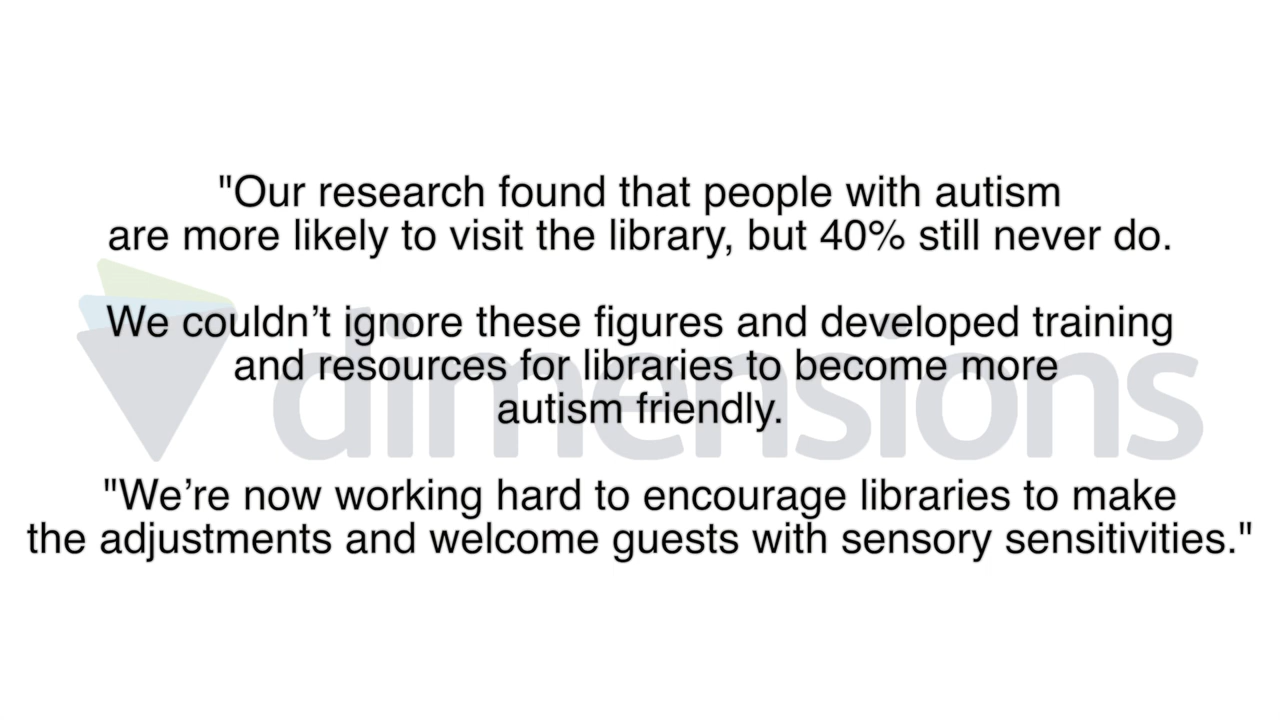 "Our research found that people with autism
are more likely to visit the library, but 40% still never do.
We couldn’t ignore these figures and developed training
and resources for libraries to become more
autism friendly.
"We’re now working hard to encourage libraries to make
the adjustments and welcome guests with sensory sensitivities."
dimensions